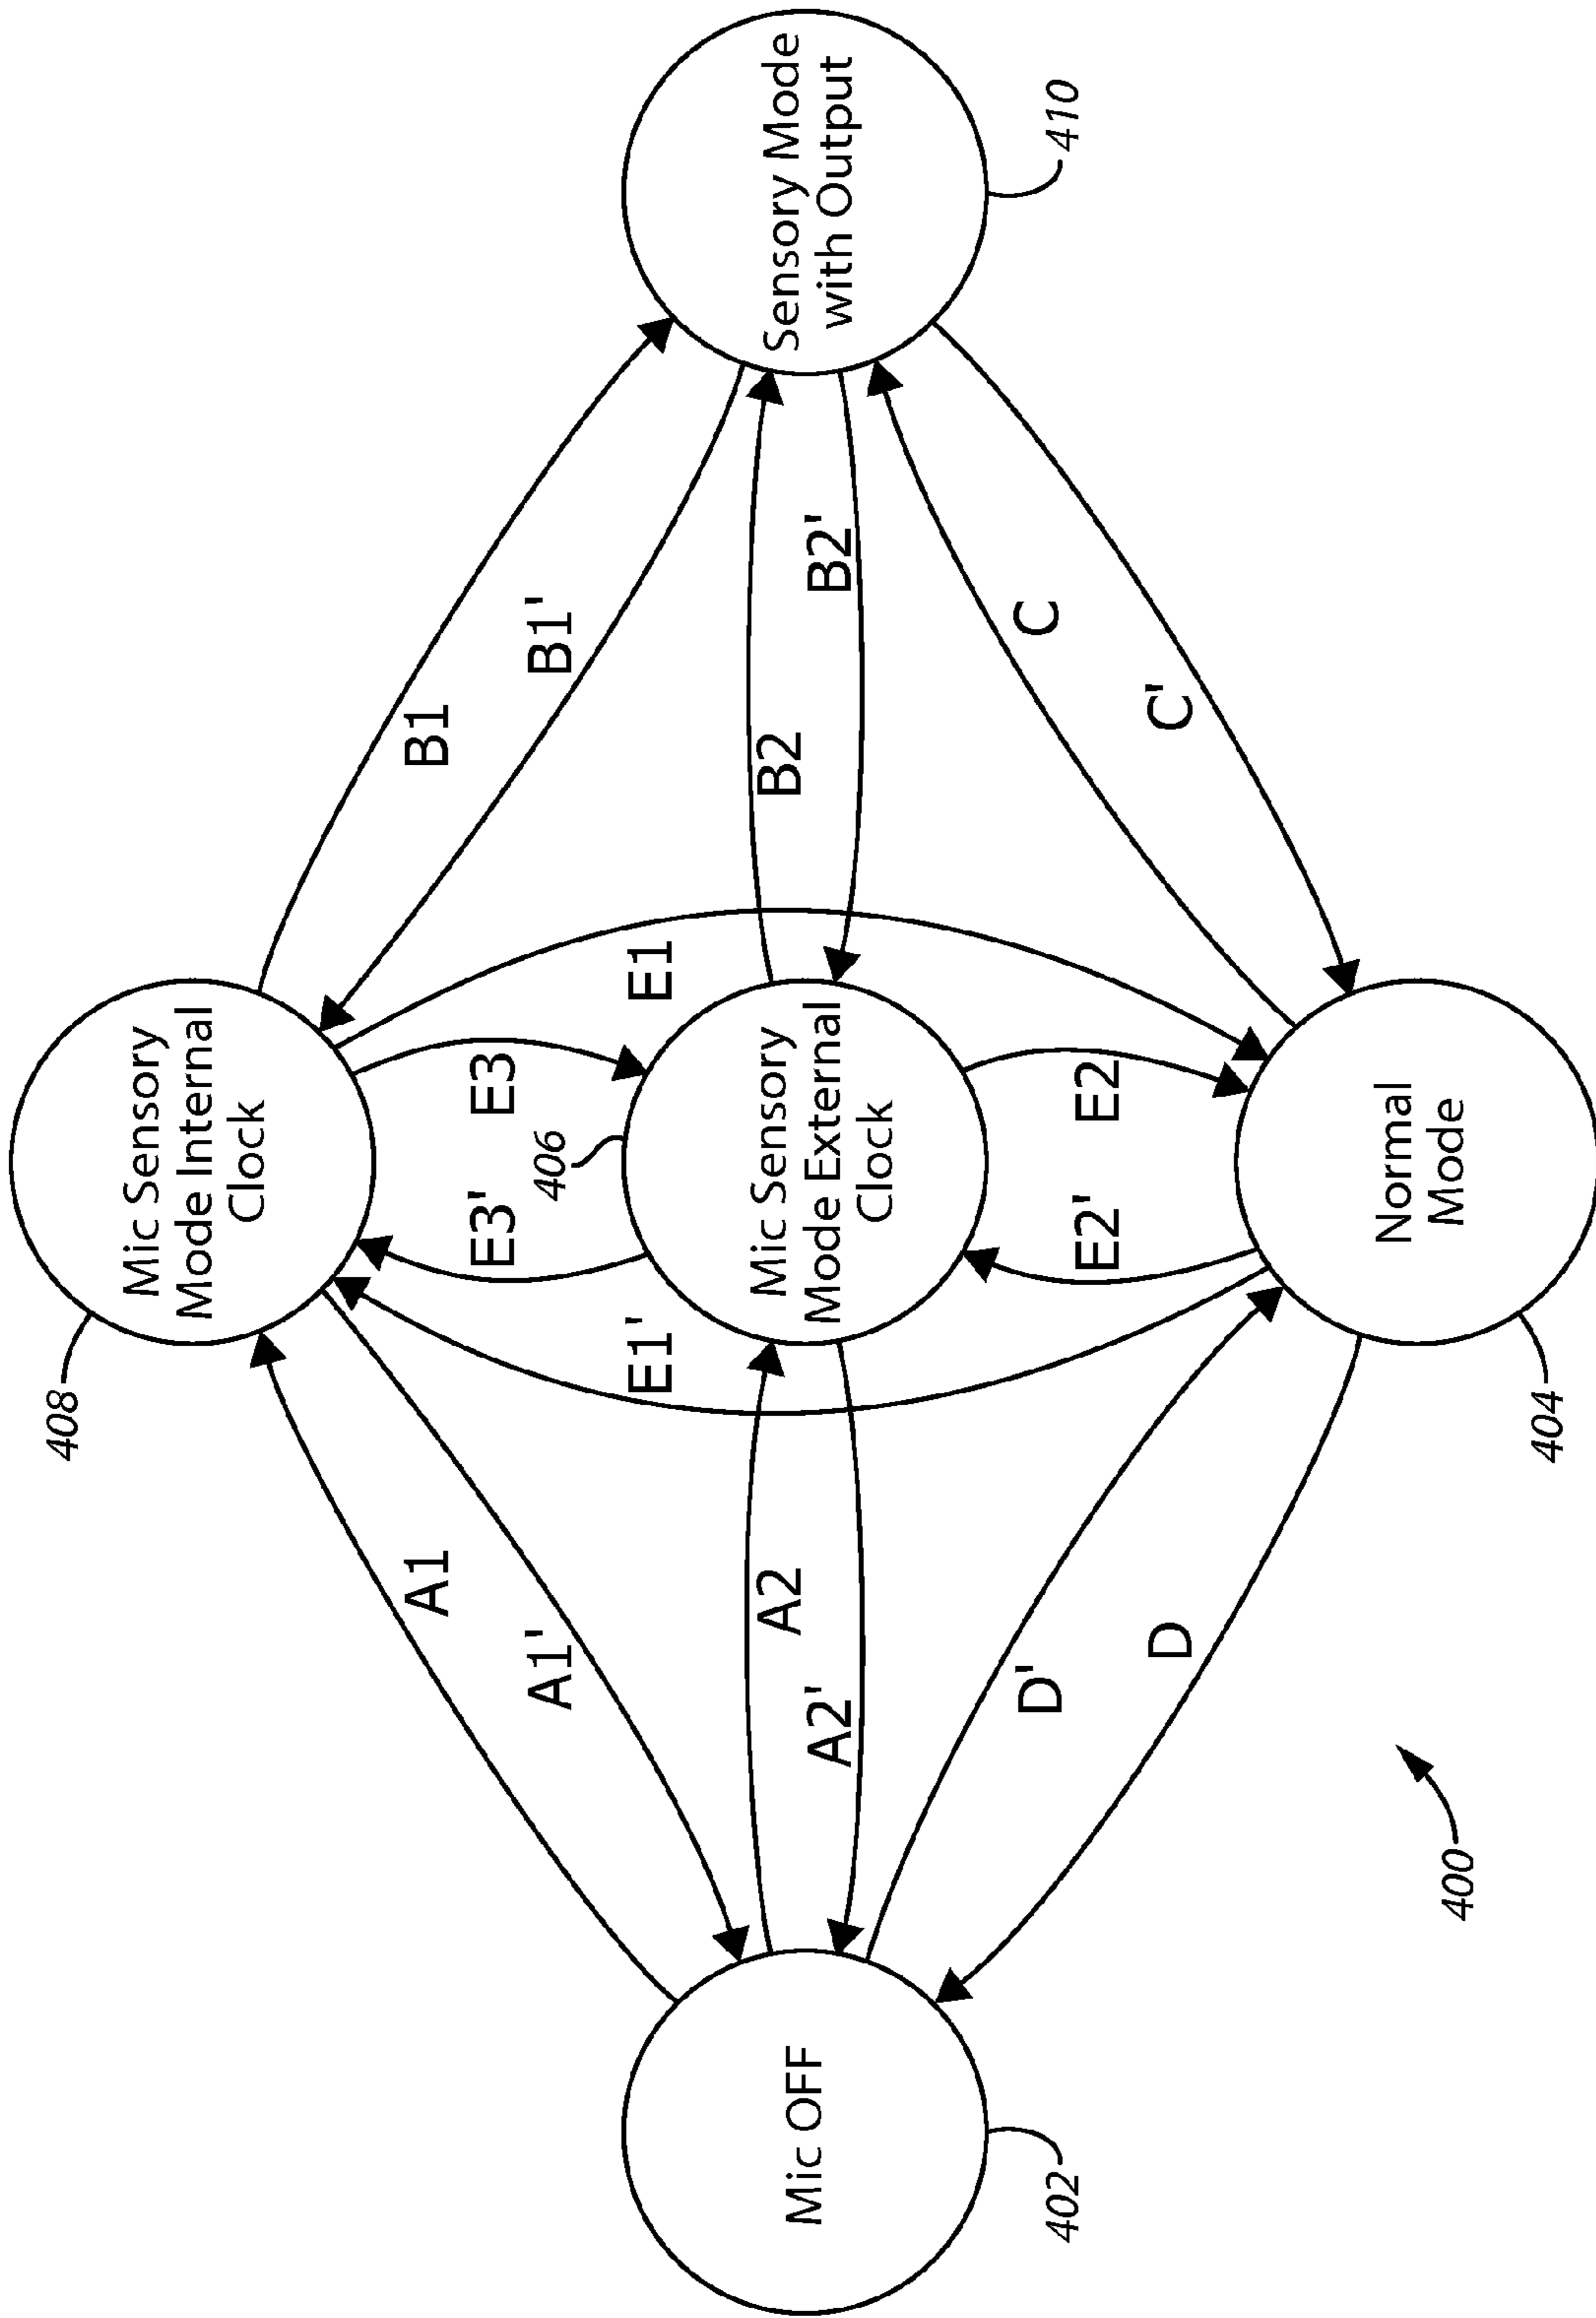 408
Mic Sensory
Mode Internal
Clock
A1
B1
A1'
B1'
E3'
E3
406
E1'
E1
Mic OFF
402
A2
A2'
Mic Sensory
Mode External
Clock
B2
B2'
Sensory Mode
with Output
410
D'
C
E2'
E2
D
C'
Normal
Mode
404
400